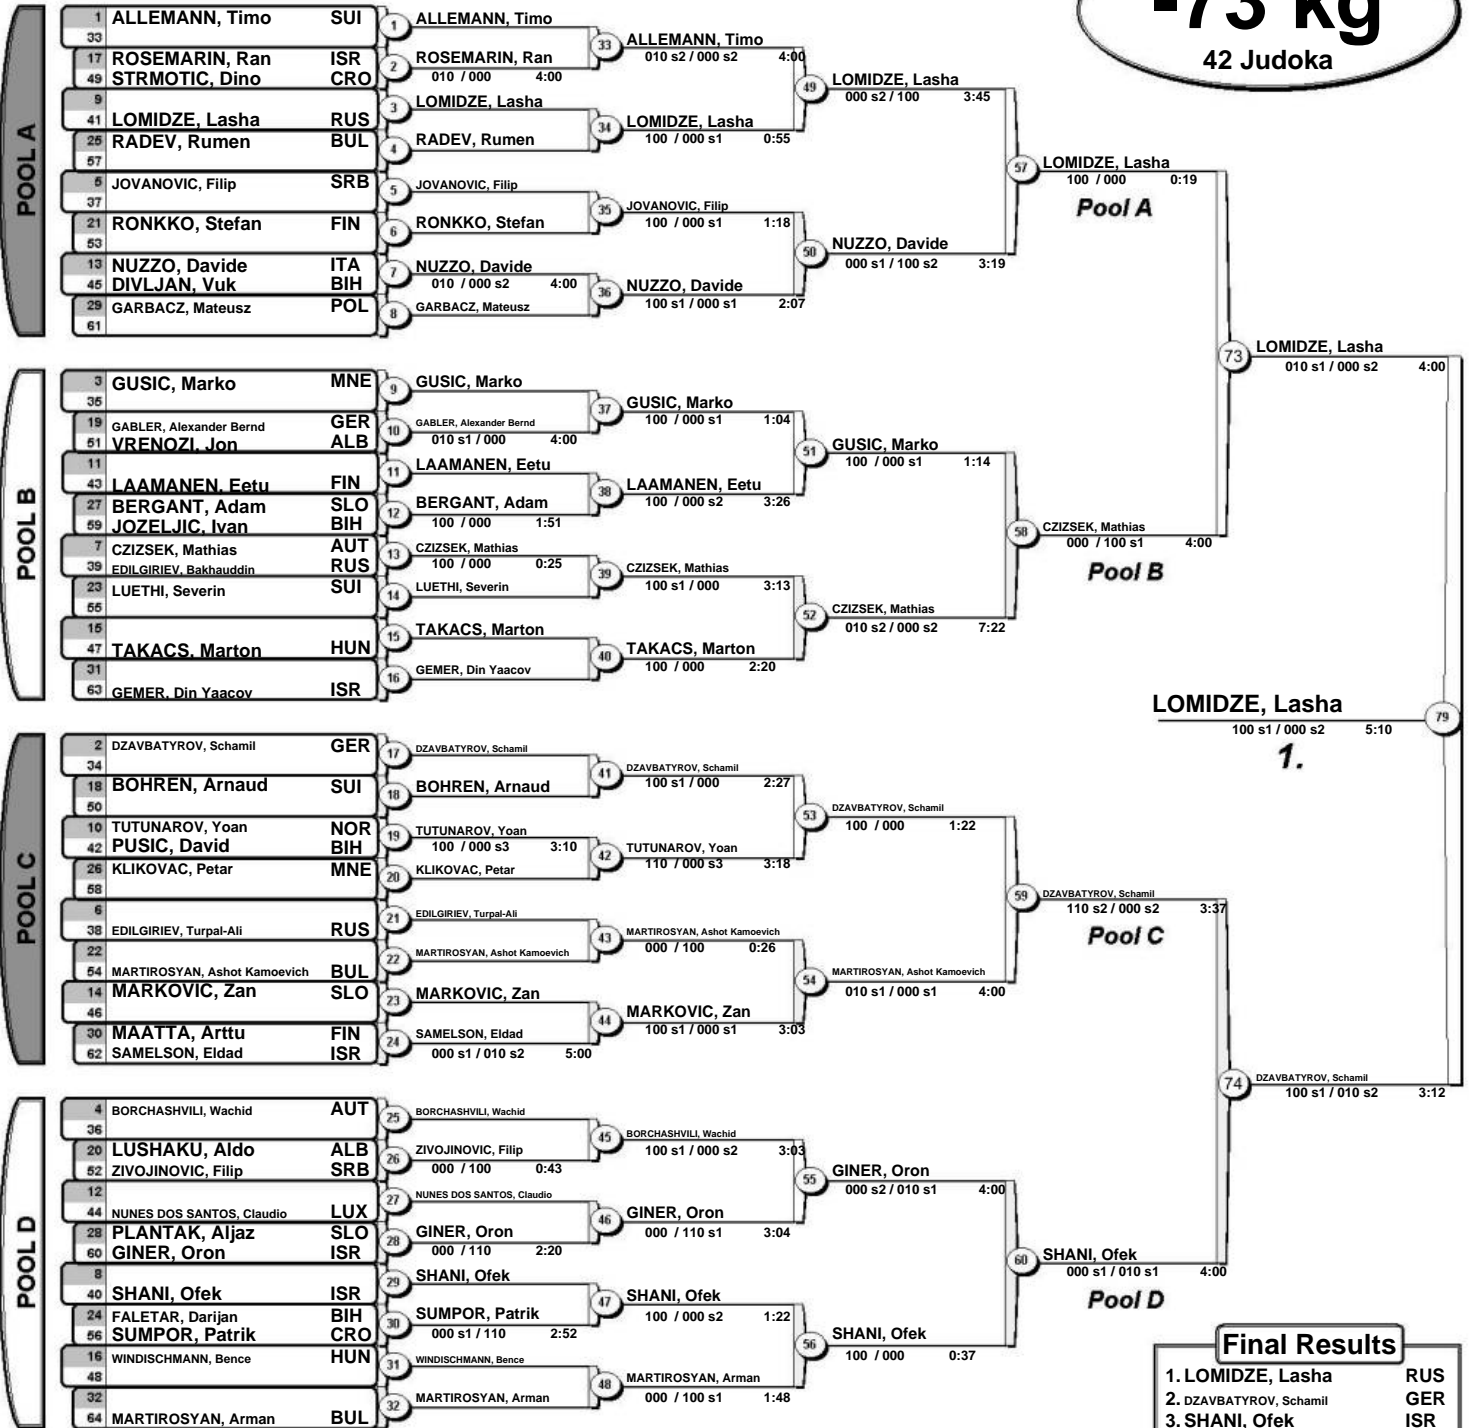 -73 kg
42 Judoka
POOL A
1 ALLEMANN, Timo SUI
33
17 ROSEMARIN, Ran ISR
49 STRMOTIC, Dino CRO
9
41 LOMIDZE, Lasha RUS
25 RADEV, Rumen BUL
57
5 JOVANOVIC, Filip SRB
37
21 RONKKO, Stefan FIN
53
13 NUZZO, Davide ITA
45 DIVLJAN, Vuk BIH
29 GARBACZ, Mateusz POL
61
1 ALLEMANN, Timo
2 ROSEMARIN, Ran
010 / 000 4:00
3 LOMIDZE, Lasha
4 RADEV, Rumen
5 JOVANOVIC, Filip
6 RONKKO, Stefan
7 NUZZO, Davide
010 / 000 s2 4:00
8 GARBACZ, Mateusz
33 ALLEMANN, Timo
010 s2 / 000 s2 4:00
34 LOMIDZE, Lasha
100 / 000 s1 0:55
35 JOVANOVIC, Filip
100 / 000 s1 1:18
36 NUZZO, Davide
100 s1 / 000 s1 2:07
49 LOMIDZE, Lasha
000 s2 / 100 3:45
50 NUZZO, Davide
000 s1 / 100 s2 3:19
57 LOMIDZE, Lasha
100 / 000 0:19
Pool A
POOL B
3 GUSIC, Marko MNE
35
19 GABLER, Alexander Bernd GER
51 VRENOZI, Jon ALB
11
43 LAAMANEN, Eetu FIN
27 BERGANT, Adam SLO
59 JOZELJIC, Ivan BIH
7 CZIZSEK, Mathias AUT
39 EDILGIRIEV, Bakhauddin RUS
23 LUETHI, Severin SUI
55
15
47 TAKACS, Marton HUN
31
63 GEMER, Din Yaacov ISR
9 GUSIC, Marko
10 GABLER, Alexander Bernd
010 s1 / 000 4:00
11 LAAMANEN, Eetu
12 BERGANT, Adam
100 / 000 1:51
13 CZIZSEK, Mathias
100 / 000 0:25
14 LUETHI, Severin
15 TAKACS, Marton
16 GEMER, Din Yaacov
37 GUSIC, Marko
100 / 000 s1 1:04
38 LAAMANEN, Eetu
100 / 000 s2 3:26
39 CZIZSEK, Mathias
100 s1 / 000 3:13
40 TAKACS, Marton
100 / 000 2:20
51 GUSIC, Marko
100 / 000 s1 1:14
52 CZIZSEK, Mathias
010 s2 / 000 s2 7:22
58 CZIZSEK, Mathias
000 / 100 s1 4:00
Pool B
73 LOMIDZE, Lasha
010 s1 / 000 s2 4:00
LOMIDZE, Lasha 79
100 s1 / 000 s2 5:10
1.
POOL C
2 DZAVBATYROV, Schamil GER
34
18 BOHREN, Arnaud SUI
50
10 TUTUNAROV, Yoan NOR
42 PUSIC, David BIH
26 KLIKOVAC, Petar MNE
58
6
38 EDILGIRIEV, Turpal-Ali RUS
22
54 MARTIROSYAN, Ashot Kamoevich BUL
14 MARKOVIC, Zan SLO
46
30 MAATTA, Arttu FIN
62 SAMELSON, Eldad ISR
17 DZAVBATYROV, Schamil
18 BOHREN, Arnaud
19 TUTUNAROV, Yoan
100 / 000 s3 3:10
20 KLIKOVAC, Petar
21 EDILGIRIEV, Turpal-Ali
22 MARTIROSYAN, Ashot Kamoevich
23 MARKOVIC, Zan
24 SAMELSON, Eldad
000 s1 / 010 s2 5:00
41 DZAVBATYROV, Schamil
100 s1 / 000 2:27
42 TUTUNAROV, Yoan
110 / 000 s3 3:18
43 MARTIROSYAN, Ashot Kamoevich
000 / 100 0:26
44 MARKOVIC, Zan
100 s1 / 000 s1 3:03
53 DZAVBATYROV, Schamil
100 / 000 1:22
54 MARTIROSYAN, Ashot Kamoevich
010 s1 / 000 s1 4:00
59 DZAVBATYROV, Schamil
110 s2 / 000 s2 3:37
Pool C
POOL D
4 BORCHASHVILI, Wachid AUT
36
20 LUSHAKU, Aldo ALB
52 ZIVOJINOVIC, Filip SRB
12
44 NUNES DOS SANTOS, Claudio LUX
28 PLANTAK, Aljaz SLO
60 GINER, Oron ISR
8
40 SHANI, Ofek ISR
24 FALETAR, Darijan BIH
56 SUMPOR, Patrik CRO
16 WINDISCHMANN, Bence HUN
48
32
64 MARTIROSYAN, Arman BUL
25 BORCHASHVILI, Wachid
26 ZIVOJINOVIC, Filip
000 / 100 0:43
27 NUNES DOS SANTOS, Claudio
28 GINER, Oron
000 / 110 2:20
29 SHANI, Ofek
30 SUMPOR, Patrik
000 s1 / 110 2:52
31 WINDISCHMANN, Bence
32 MARTIROSYAN, Arman
45 BORCHASHVILI, Wachid
100 s1 / 000 s2 3:03
46 GINER, Oron
000 / 110 s1 3:04
47 SHANI, Ofek
100 / 000 s2 1:22
48 MARTIROSYAN, Arman
000 / 100 s1 1:48
55 GINER, Oron
000 s2 / 010 s1 4:00
56 SHANI, Ofek
100 / 000 0:37
60 SHANI, Ofek
000 s1 / 010 s1 4:00
Pool D
74 DZAVBATYROV, Schamil
100 s1 / 010 s2 3:12
Final Results
1. LOMIDZE, Lasha RUS
2. DZAVBATYROV, Schamil GER
3. SHANI, Ofek ISR